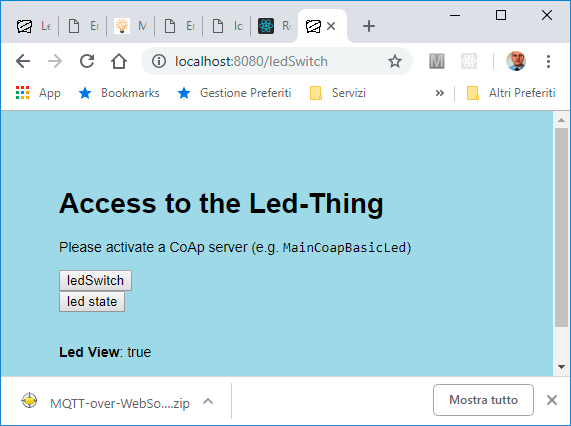 Le
Er
M
Er
Ic
Re
localhost:8080/ledSwitch
M
App
Bookmarks
Gestione Preferiti
Servizi
»
Altri Preferiti
Access to the Led-Thing
Please activate a CoAp server (e.g. MainCoapBasicLed)
ledSwitch
led state
Led View: true
MQTT-over-WebSo....zip
Mostra tutto